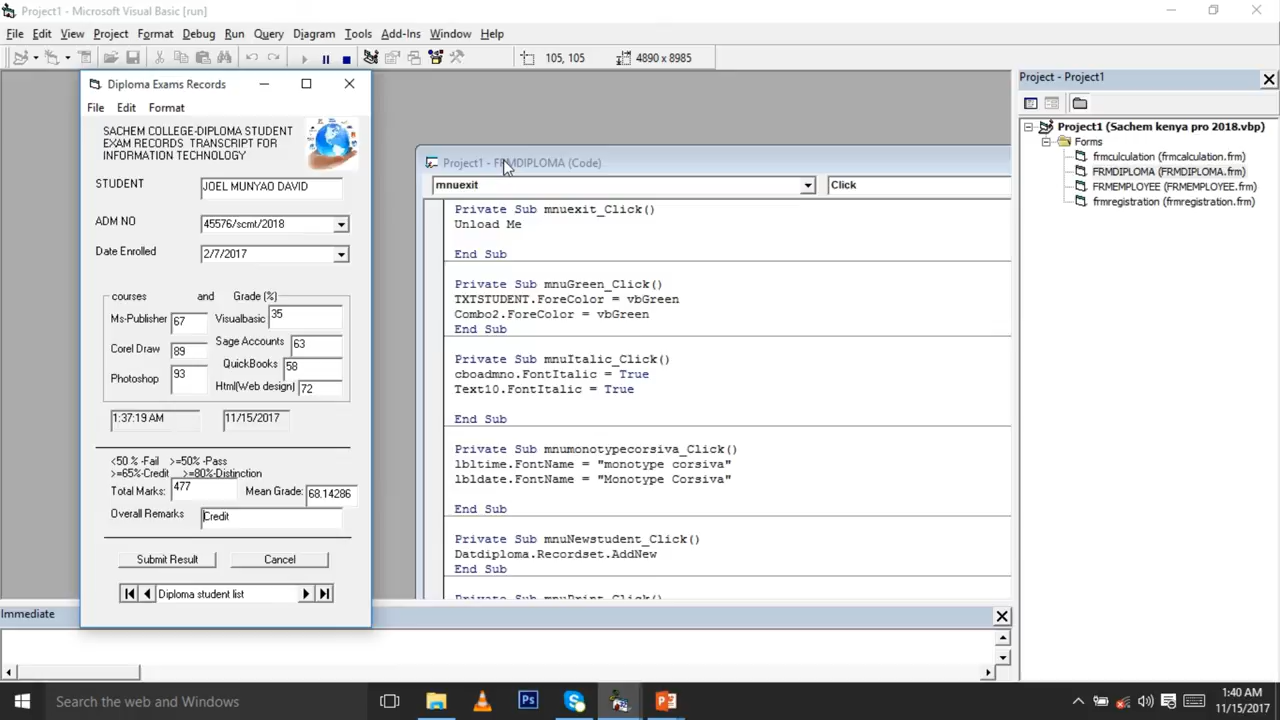 Project1 - Microsoft Visual Basic [run]
File Edit View Project Format Debug Run Query Diagram Tools Add-Ins Window Help
105, 105 4890 x 8985
Diploma Exams Records
File Edit Format
SACHEM COLLEGE-DIPLOMA STUDENT
EXAM RECORDS TRANSCRIPT FOR
INFORMATION TECHNOLOGY
STUDENT JOEL MUNYAO DAVID
ADM NO 45576/scmt/2018
Date Enrolled 2/7/2017
courses and Grade (%)
Ms-Publisher 67 Visualbasic 35
Corel Draw 89 Sage Accounts 63
QuickBooks 58
Photoshop 93 Html(Web design) 72
1:37:19 AM 11/15/2017
<50 % -Fail >=50% -Pass
>=65%-Credit >=80%-Distinction
Total Marks: 477 Mean Grade: 68.14286
Overall Remarks Credit
Submit Result Cancel
Diploma student list
Project1 - FRMDIPLOMA (Code)
mnuexit Click
Private Sub mnuexit_Click()
Unload Me
End Sub
Private Sub mnuGreen_Click()
TXTSTUDENT.ForeColor = vbGreen
Combo2.ForeColor = vbGreen
End Sub
Private Sub mnuItalic_Click()
cboadmno.FontItalic = True
Text10.FontItalic = True
End Sub
Private Sub mnumonotypecorsiva_Click()
lbltime.FontName = "monotype corsiva"
lbldate.FontName = "Monotype Corsiva"
End Sub
Private Sub mnuNewstudent_Click()
Datdiploma.Recordset.AddNew
End Sub
Private Sub mnuPrint_Click()
Project - Project1
Project1 (Sachem kenya pro 2018.vbp)
Forms
frmculculation (frmcalculation.frm)
FRMDIPLOMA (FRMDIPLOMA.frm)
FRMEMPLOYEE (FRMEMPLOYEE.frm)
frmregistration (frmregistration.frm)
Immediate
Search the web and Windows
Ps
1:40 AM
11/15/2017